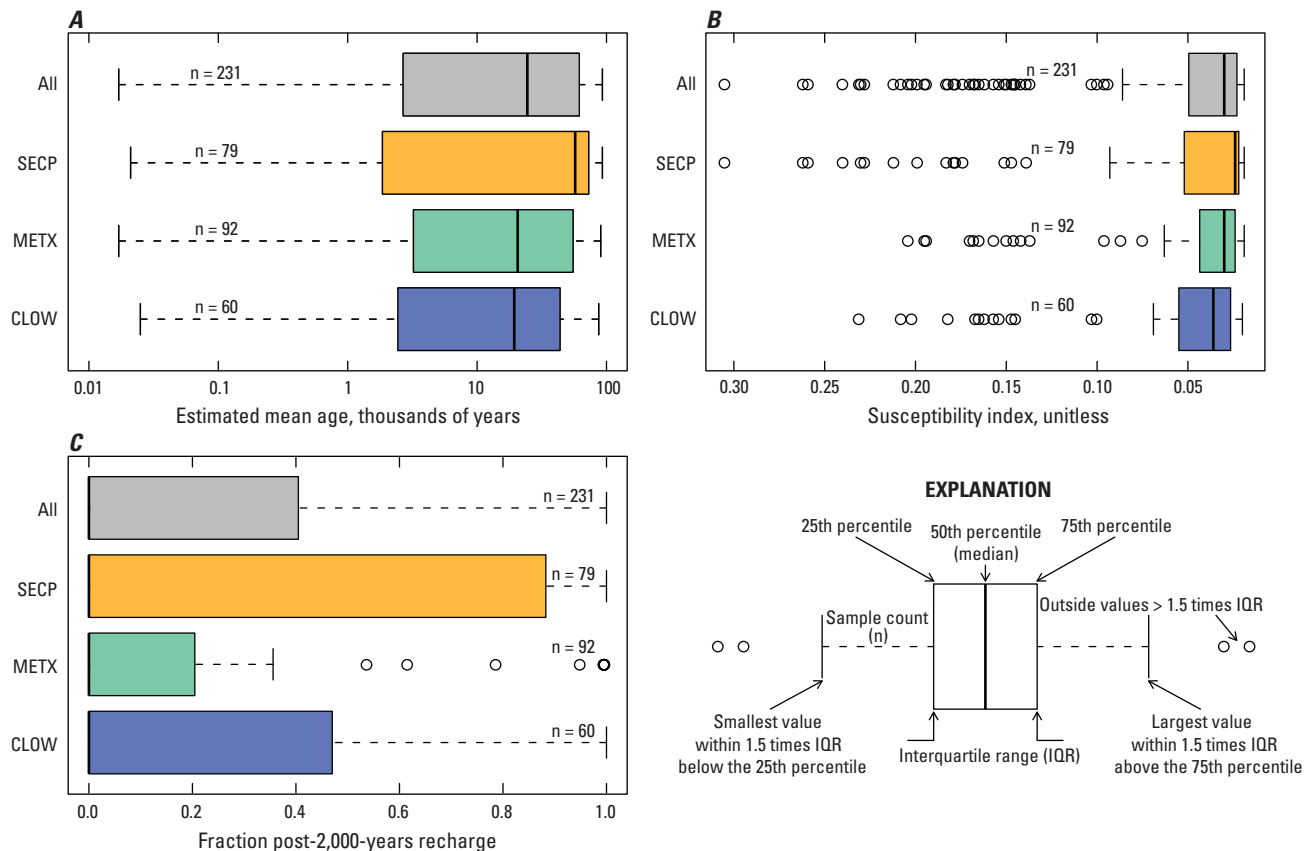 A
All
n = 231
SECP
n = 79
METX
n = 92
CLOW
n = 60
0.01 0.1 1 10 100
Estimated mean age, thousands of years
B
All
n = 231
SECP
n = 79
METX
n = 92
CLOW
n = 60
0.30 0.25 0.20 0.15 0.10 0.05
Susceptibility index, unitless
C
All
n = 231
SECP
n = 79
METX
n = 92
CLOW
n = 60
0.0 0.2 0.4 0.6 0.8 1.0
Fraction post-2,000-years recharge
EXPLANATION
25th percentile
50th percentile
(median)
75th percentile
Sample count
(n)
Outside values > 1.5 times IQR
Smallest value
within 1.5 times IQR
below the 25th percentile
Interquartile range (IQR)
Largest value
within 1.5 times IQR
above the 75th percentile